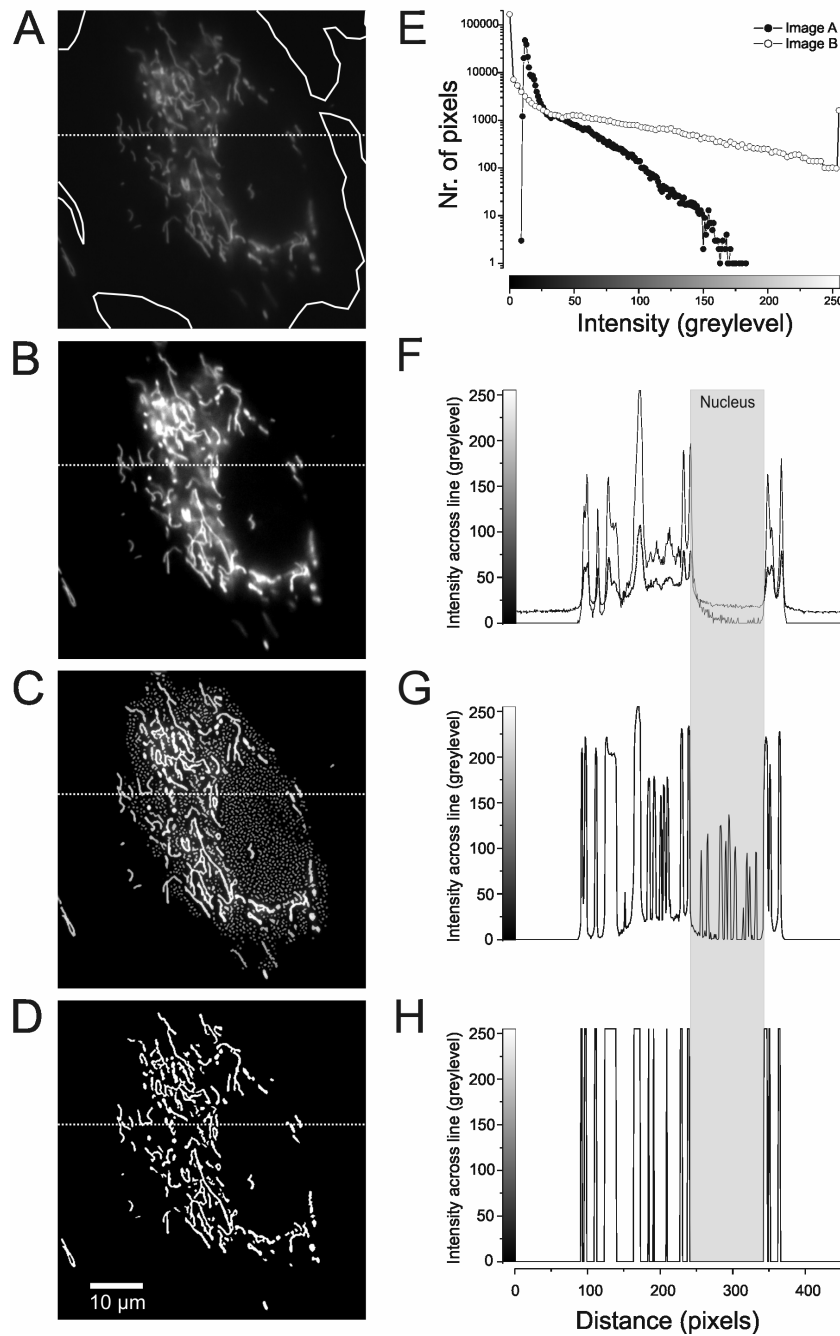 A
B
C
D
10 µm
E
Image A
Image B
Nr. of pixels
100000
10000
1000
100
10
1
0
50
100
150
200
250
Intensity (greylevel)
F
Intensity across line (greylevel)
250
200
150
100
50
0
Nucleus
G
Intensity across line (greylevel)
250
200
150
100
50
0
H
Intensity across line (greylevel)
250
200
150
100
50
0
0
100
200
300
400
Distance (pixels)